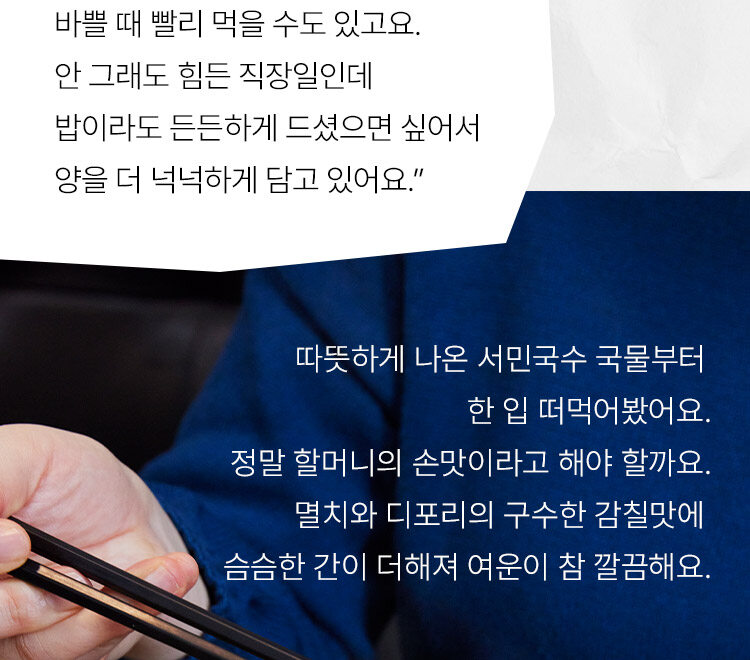 바쁠 때 빨리 먹을 수도 있고요.
안 그래도 힘든 직장일인데
밥이라도 든든하게 드셨으면 싶어서
양을 더 넉넉하게 담고 있어요.”
따뜻하게 나온 서민국수 국물부터
한 입 떠먹어봤어요.
정말 할머니의 손맛이라고 해야 할까요.
멸치와 디포리의 구수한 감칠맛에
슴슴한 간이 더해져 여운이 참 깔끔해요.